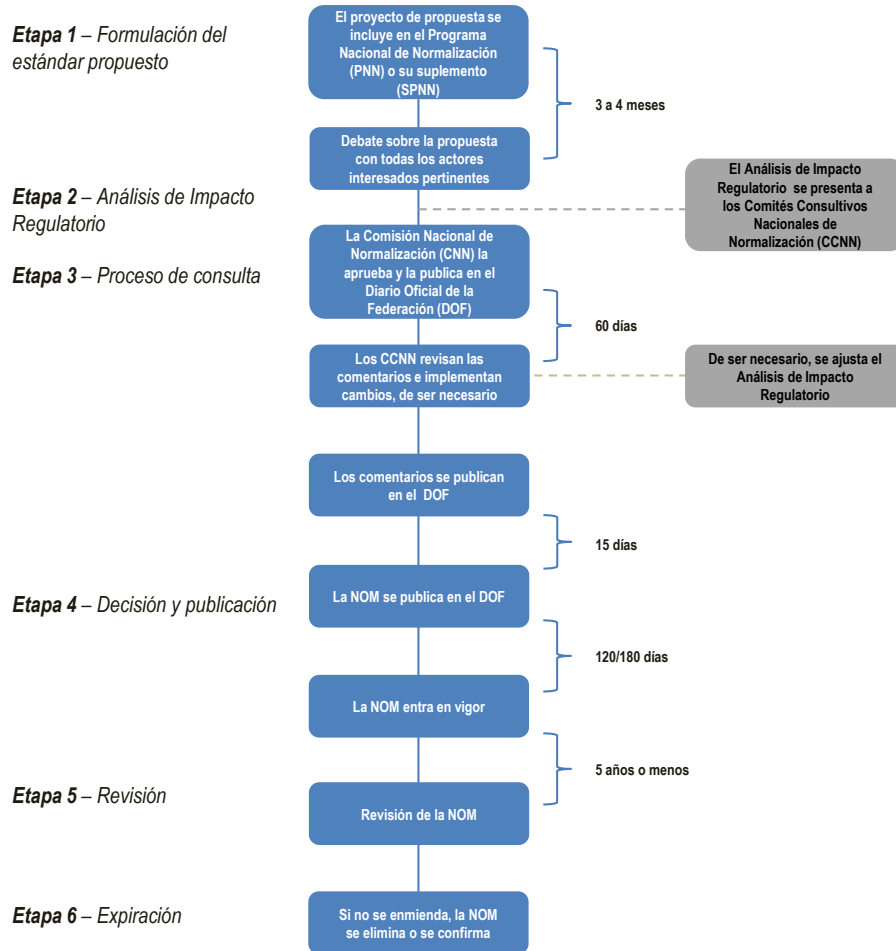 Etapa 1 – Formulación del
estándar propuesto
El proyecto de propuesta se
incluye en el Programa
Nacional de Normalización
(PNN) o su suplemento
(SPNN)
3 a 4 meses
Debate sobre la propuesta
con todas los actores
interesados pertinentes
Etapa 2 – Análisis de Impacto
Regulatorio
El Análisis de Impacto
Regulatorio se presenta a
los Comités Consultivos
Nacionales de
Normalización (CCNN)
Etapa 3 – Proceso de consulta
La Comisión Nacional de
Normalización (CNN) la
aprueba y la publica en el
Diario Oficial de la
Federación (DOF)
60 días
Los CCNN revisan las
comentarios e implementan
cambios, de ser necesario
De ser necesario, se ajusta el
Análisis de Impacto
Regulatorio
Los comentarios se publican
en el DOF
15 días
Etapa 4 – Decisión y publicación
La NOM se publica en el DOF
120/180 días
La NOM entra en vigor
5 años o menos
Etapa 5 – Revisión
Revisión de la NOM
Etapa 6 – Expiración
Si no se enmienda, la NOM
se elimina o se confirma